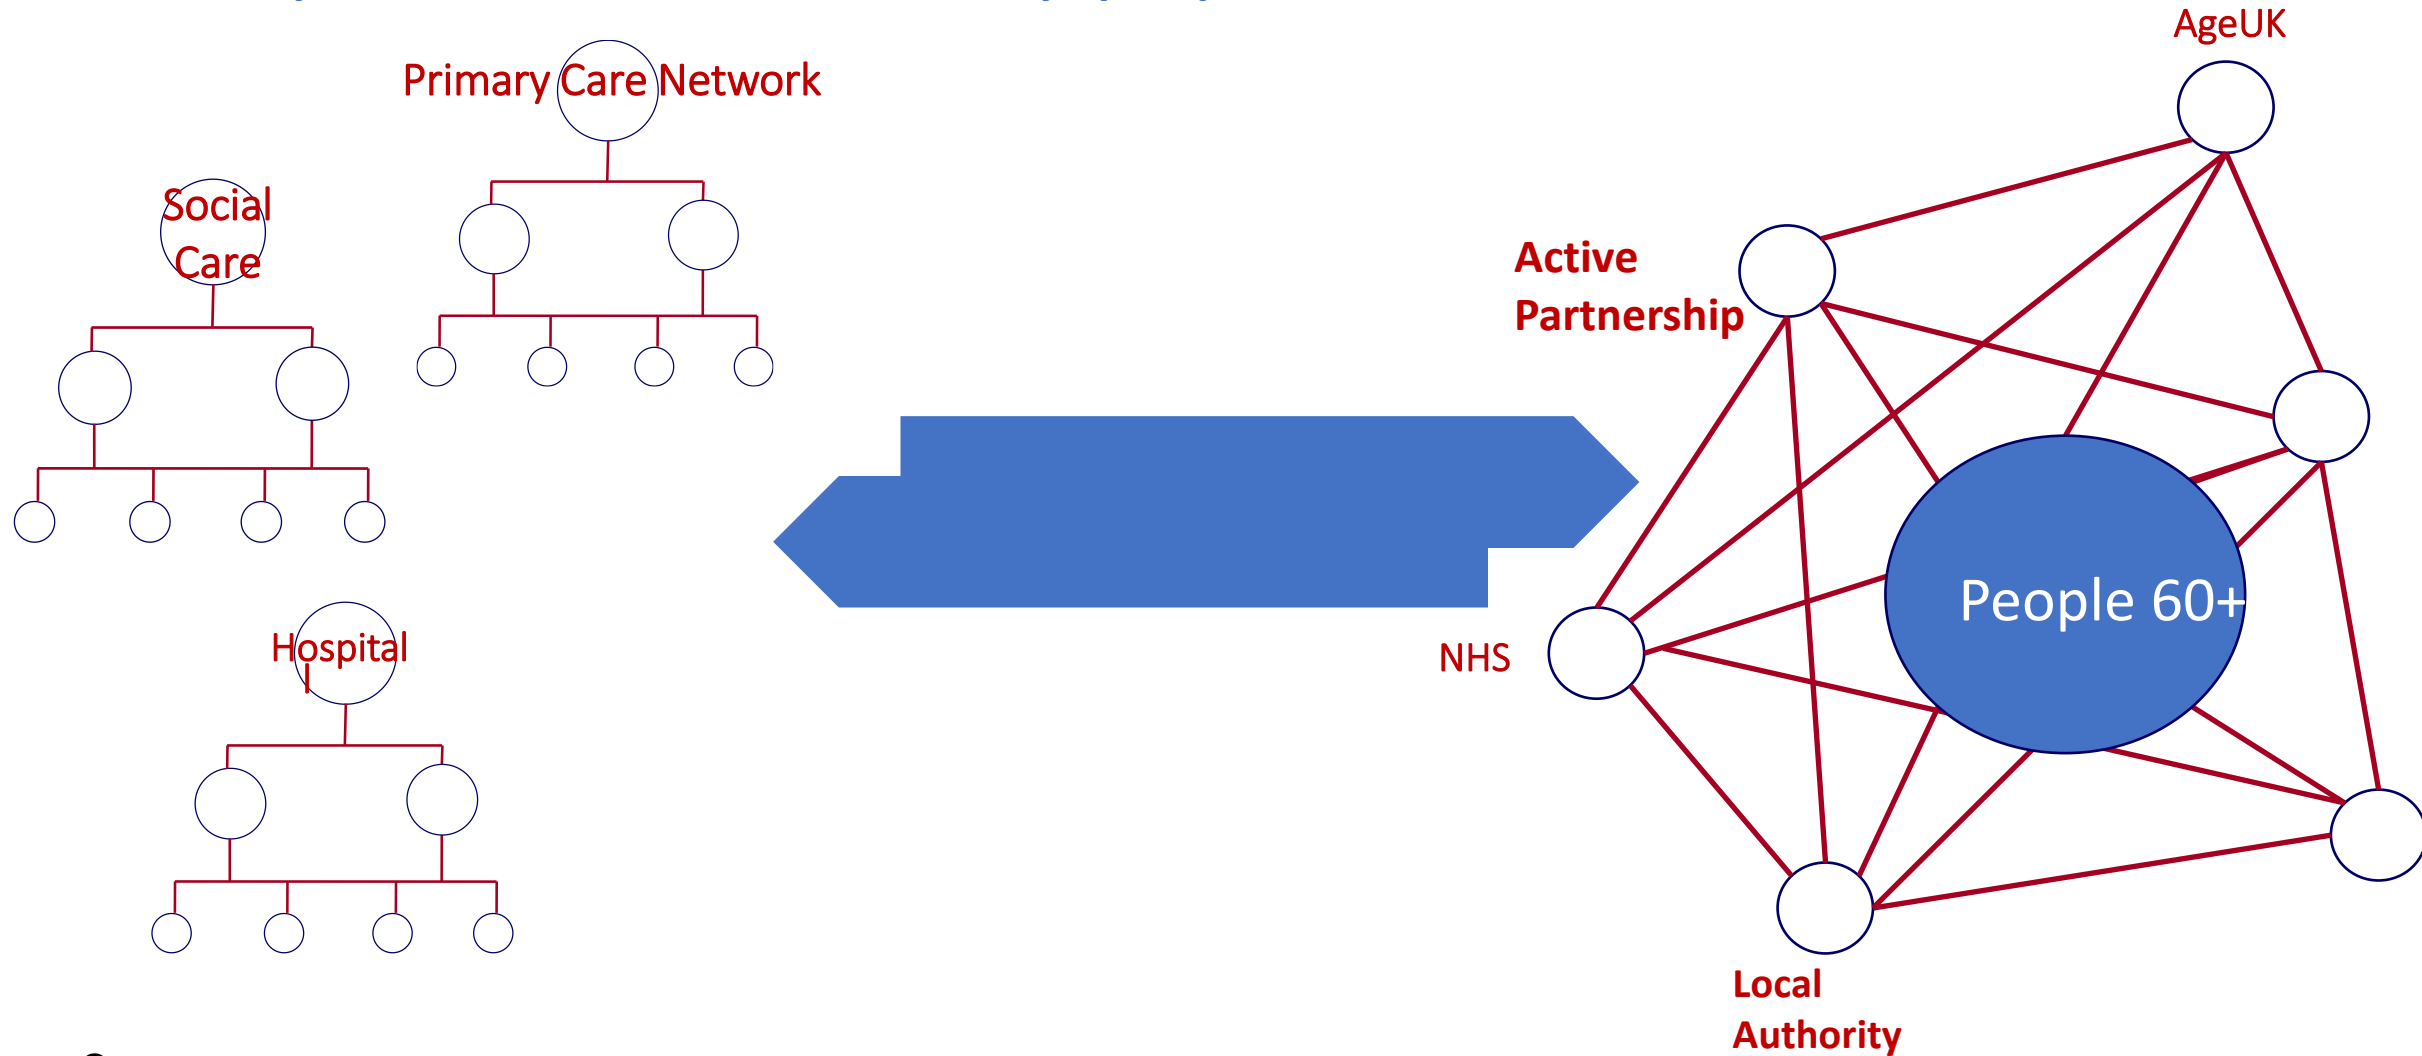 AgeUK
Primary Care Network
Social
Care
Active
Partnership
People 60+
Hospital
l
NHS
Local
Authority